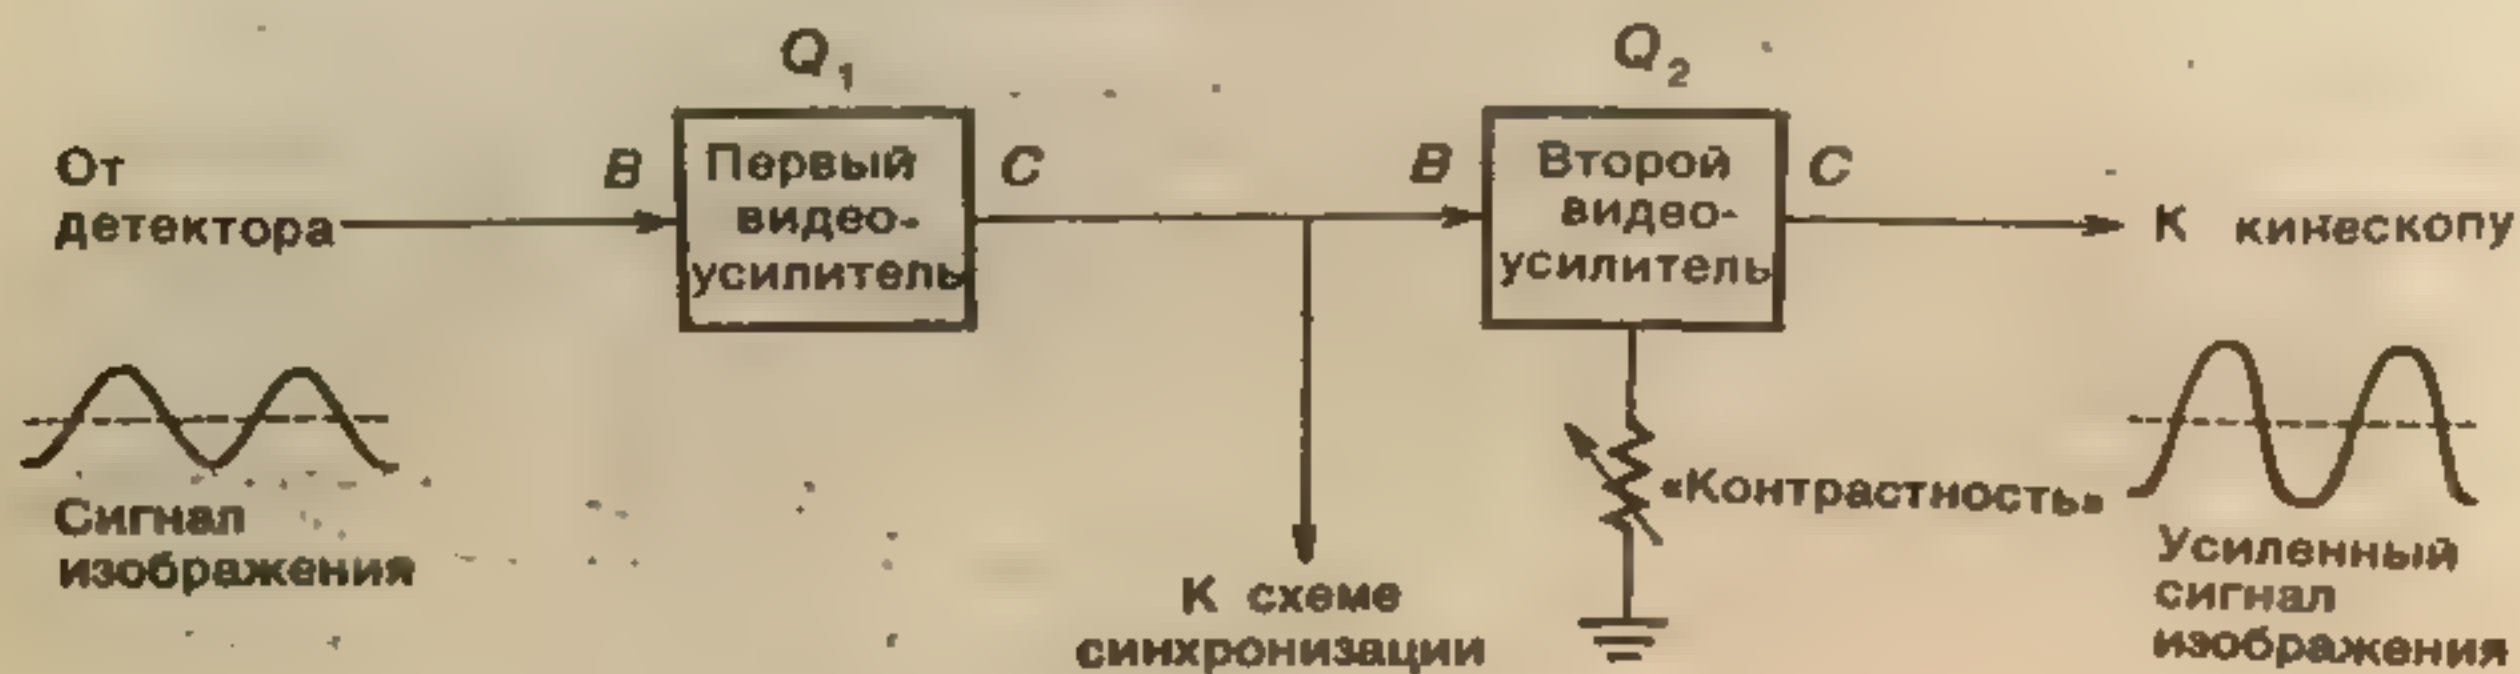 Q1
Q2
От
детектора
B
Первый
видео-
усилитель
C
B
Второй
видео-
усилитель
C
К кинескопу
Сигнал
изображения
«Контрастность»
К схеме
синхронизации
Усиленный
сигнал
изображения